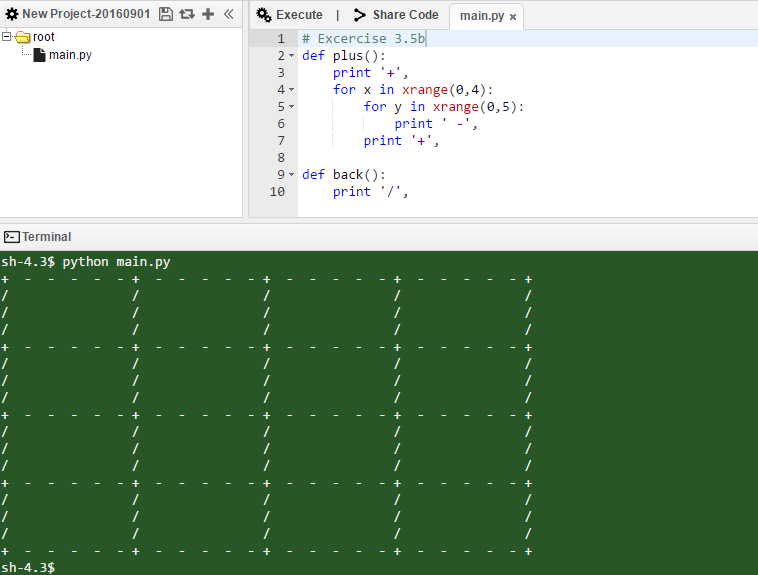 New Project-20160901
root
main.py
Execute | Share Code main.py ×
1 # Excercise 3.5b
2 def plus():
3     print '+',
4     for x in xrange(0,4):
5         for y in xrange(0,5):
6             print ' -',
7         print '+',
8
9 def back():
10     print '/',
Terminal
sh-4.3$ python main.py
+  -  -  -  -  - +  -  -  -  -  - +  -  -  -  -  - +  -  -  -  -  - +
/                /                /                /                /
/                /                /                /                /
/                /                /                /                /
+  -  -  -  -  - +  -  -  -  -  - +  -  -  -  -  - +  -  -  -  -  - +
/                /                /                /                /
/                /                /                /                /
/                /                /                /                /
+  -  -  -  -  - +  -  -  -  -  - +  -  -  -  -  - +  -  -  -  -  - +
/                /                /                /                /
/                /                /                /                /
/                /                /                /                /
+  -  -  -  -  - +  -  -  -  -  - +  -  -  -  -  - +  -  -  -  -  - +
/                /                /                /                /
/                /                /                /                /
/                /                /                /                /
+  -  -  -  -  - +  -  -  -  -  - +  -  -  -  -  - +  -  -  -  -  - +
sh-4.3$